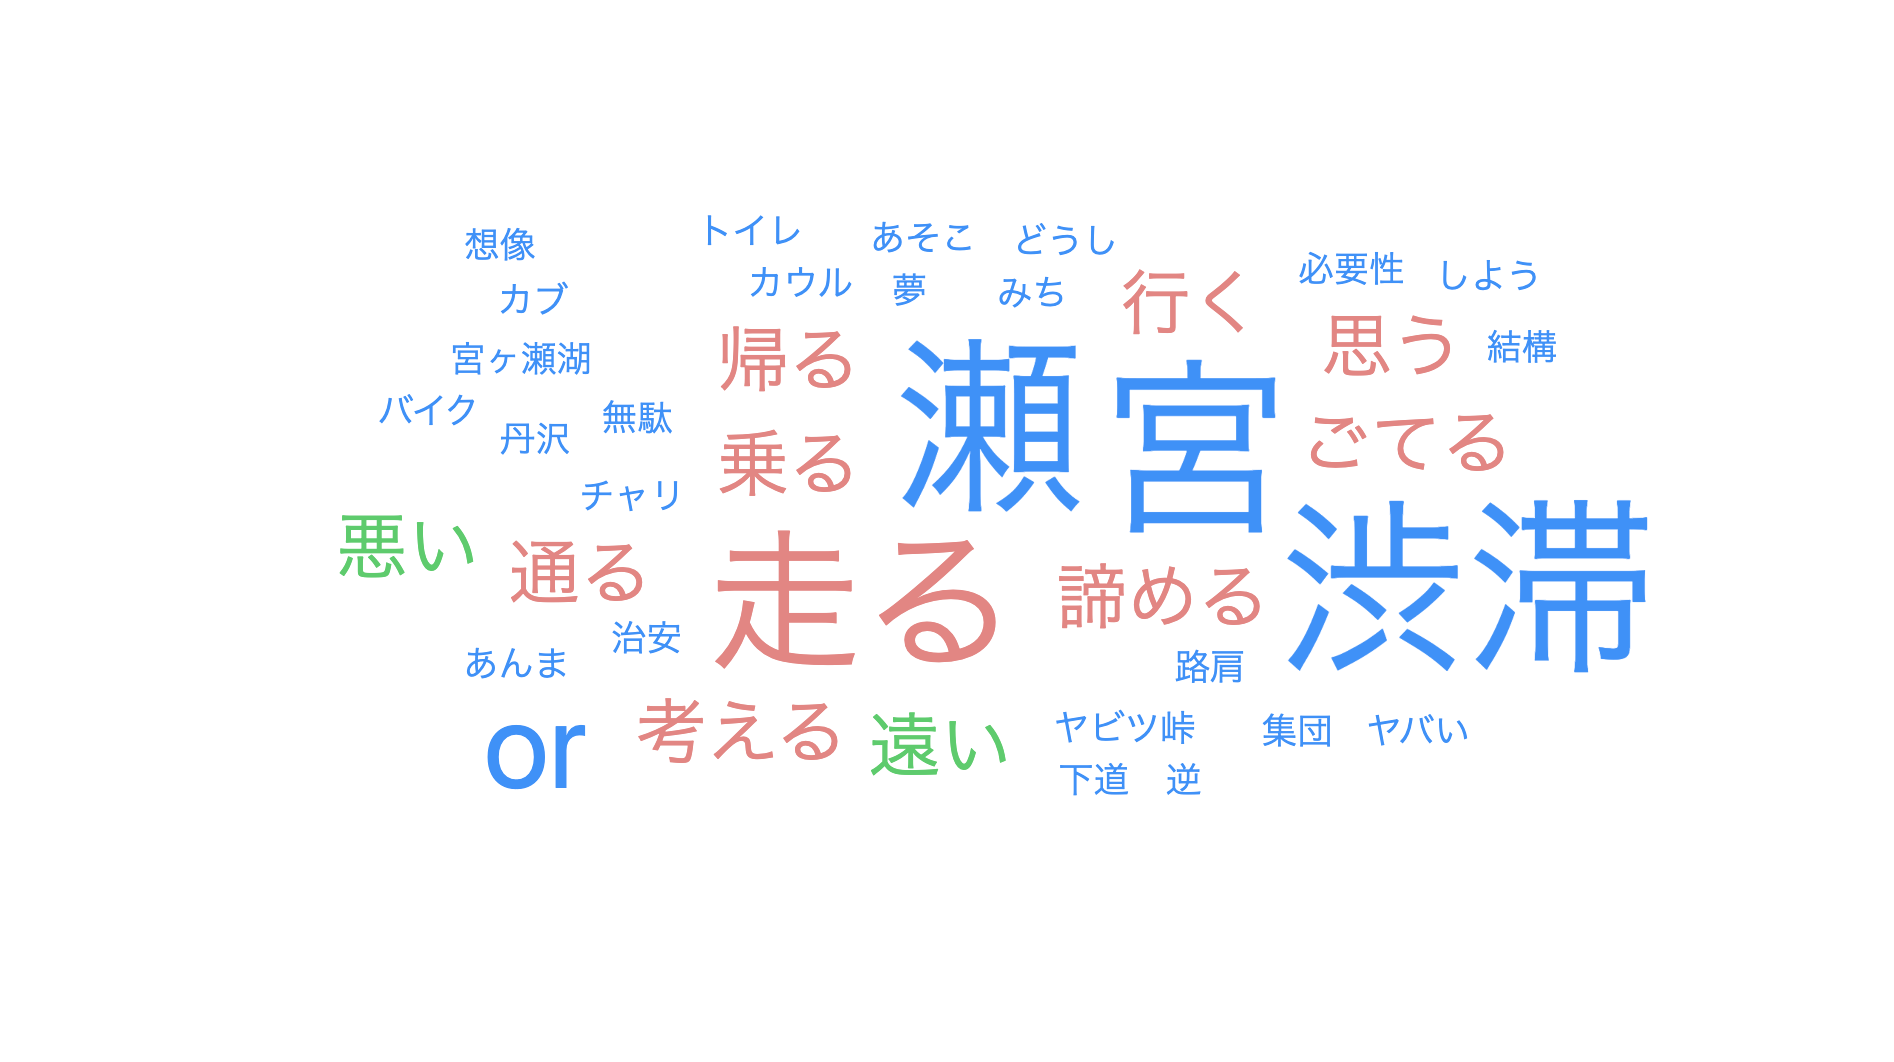 トイレ
あそこ
どうし
想像
カウル
夢
みち
行く
必要性
しよう
カブ
帰る
思う
結構
宮ヶ瀬湖
瀬
宮
バイク
無駄
丹沢
乗る
ごてる
チャリ
悪い
通る
走る
諦める
渋滞
治安
あんま
路肩
or
考える
遠い
ヤビツ峠
集団
ヤバい
下道
逆